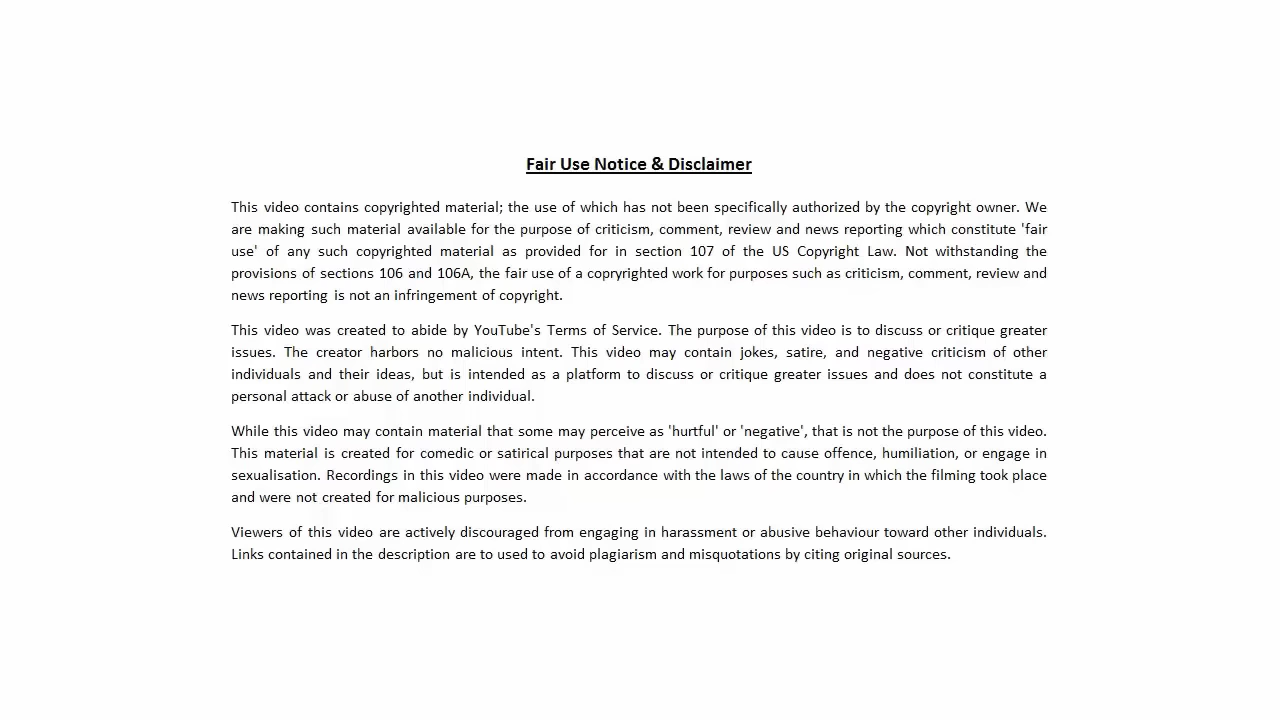 Fair Use Notice & Disclaimer
This video contains copyrighted material; the use of which has not been specifically authorized by the copyright owner. We
are making such material available for the purpose of criticism, comment, review and news reporting which constitute 'fair
use' of any such copyrighted material as provided for in section 107 of the US Copyright Law. Not withstanding the
provisions of sections 106 and 106A, the fair use of a copryrighted work for purposes such as criticism, comment, review and
news reporting is not an infringement of copyright.
This video was created to abide by YouTube's Terms of Service. The purpose of this video is to discuss or critique greater
issues. The creator harbors no malicious intent. This video may contain jokes, satire, and negative criticism of other
individuals and their ideas, but is intended as a platform to discuss or critique greater issues and does not constitute a
personal attack or abuse of another individual.
While this video may contain material that some may perceive as 'hurtful' or 'negative', that is not the purpose of this video.
This material is created for comedic or satirical purposes that are not intended to cause offence, humiliation, or engage in
sexualisation. Recordings in this video were made in accordance with the laws of the country in which the filming took place
and were not created for malicious purposes.
Viewers of this video are actively discouraged from engaging in harassment or abusive behaviour toward other individuals.
Links contained in the description are to used to avoid plagiarism and misquotations by citing original sources.